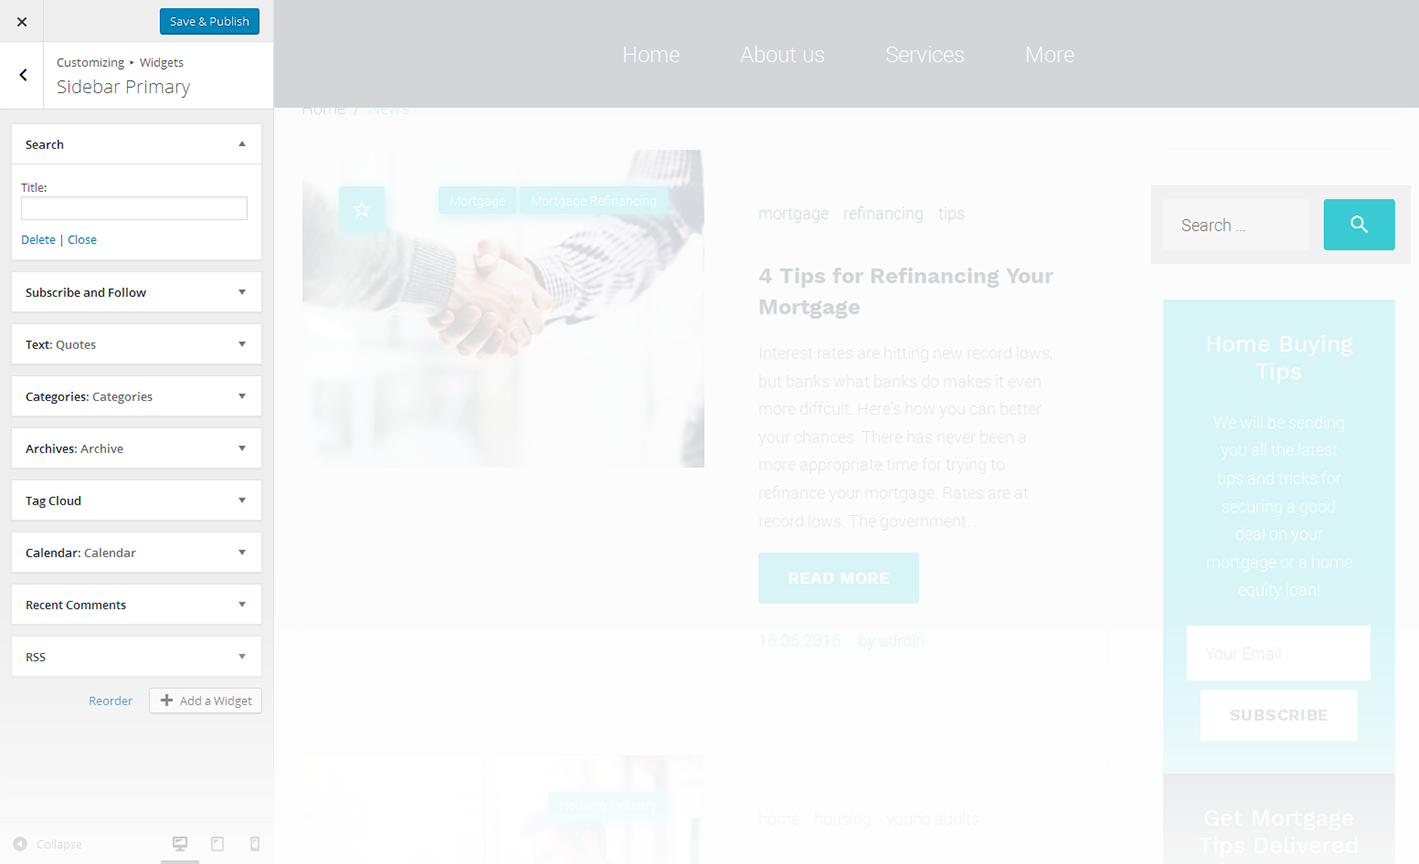 Save & Publish
Customizing ▸ Widgets
Sidebar Primary
Search
Title:
Delete | Close
Subscribe and Follow
Text: Quotes
Categories: Categories
Archives: Archive
Tag Cloud
Calendar: Calendar
Recent Comments
RSS
Reorder
Add a Widget
Collapse
Home About us Services More
Home / News
Mortgage Mortgage Refinancing
mortgage refinancing tips
4 Tips for Refinancing Your
Mortgage
Interest rates are hitting new record lows,
but banks what banks do makes it even
more diffcult. Here's how you can better
your chances There has never been a
more appropriate time for trying to
refinance your mortgage. Rates are at
record lows. The government...
READ MORE
16.06.2016 by admin
Housing industry
home housing young adults
Search ...
Home Buying
Tips
We will be sending
you all the latest
tips and tricks for
securing a good
deal on your
mortgage or a home
equity loan!
Your Email
SUBSCRIBE
Get Mortgage
Tips Delivered